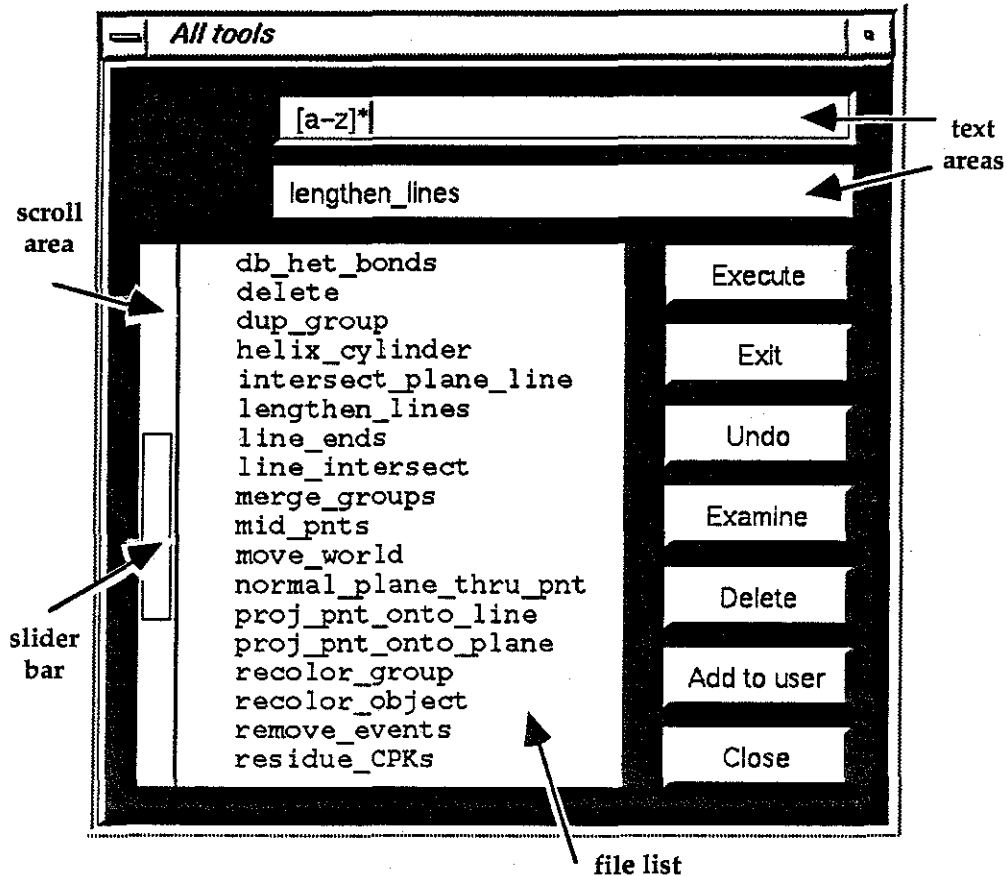 All tools
[a-z]*
text
areas
lengthen_lines
scroll
area
db_het_bonds
delete
dup_group
helix_cylinder
intersect_plane_line
lengthen_lines
line_ends
line_intersect
merge_groups
mid_pnts
move_world
normal_plane_thru_pnt
proj_pnt_onto_line
proj_pnt_onto_plane
recolor_group
recolor_object
remove_events
residue_CPKs
Execute
Exit
Undo
Examine
Delete
Add to user
Close
slider
bar
file list